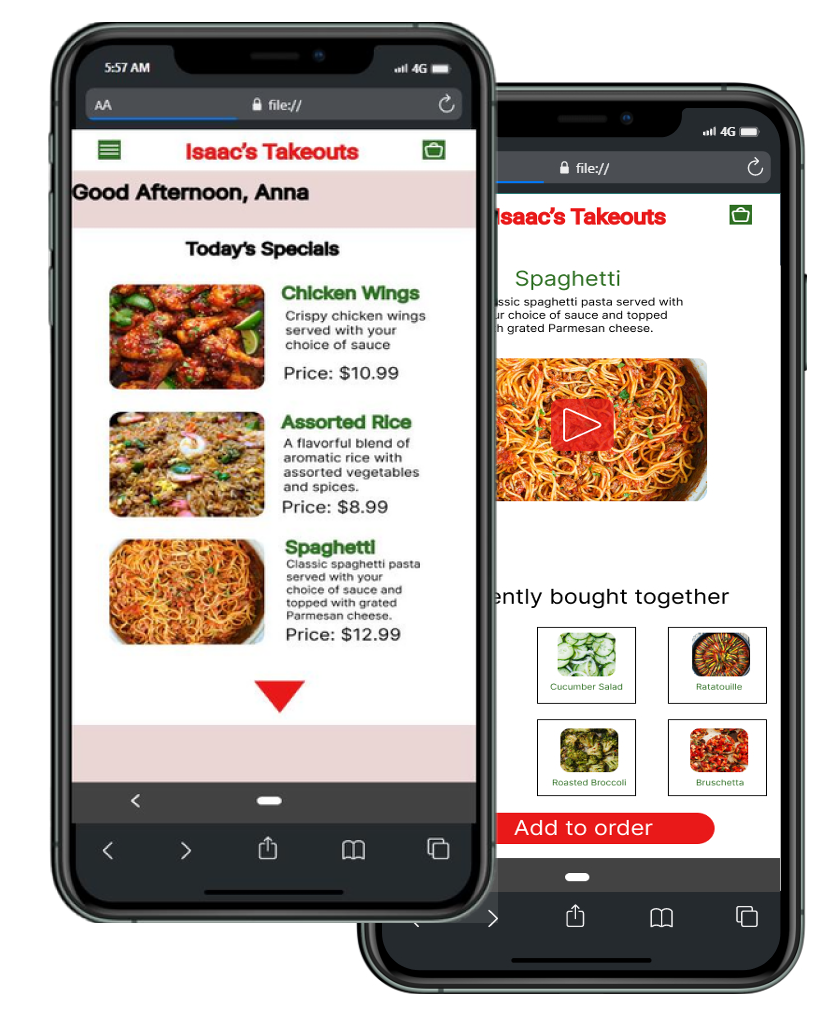 5:57 AM
4G
AA
file://
Isaac's Takeouts
Good Afternoon, Anna
Today's Specials
Chicken Wings
Crispy chicken wings
served with your
choice of sauce
Price: $10.99
Assorted Rice
A flavorful blend of
aromatic rice with
assorted vegetables
and spices.
Price: $8.99
Spaghetti
Classic spaghetti pasta
served with your
choice of sauce and
topped with grated
Parmesan cheese.
Price: $12.99
4G
file://
Isaac's Takeouts
Spaghetti
spaghetti pasta served with
choice of sauce and topped
grated Parmesan cheese.
bought together
Cucumber Salad
Ratatouille
Roasted Broccoli
Bruschetta
Add to order